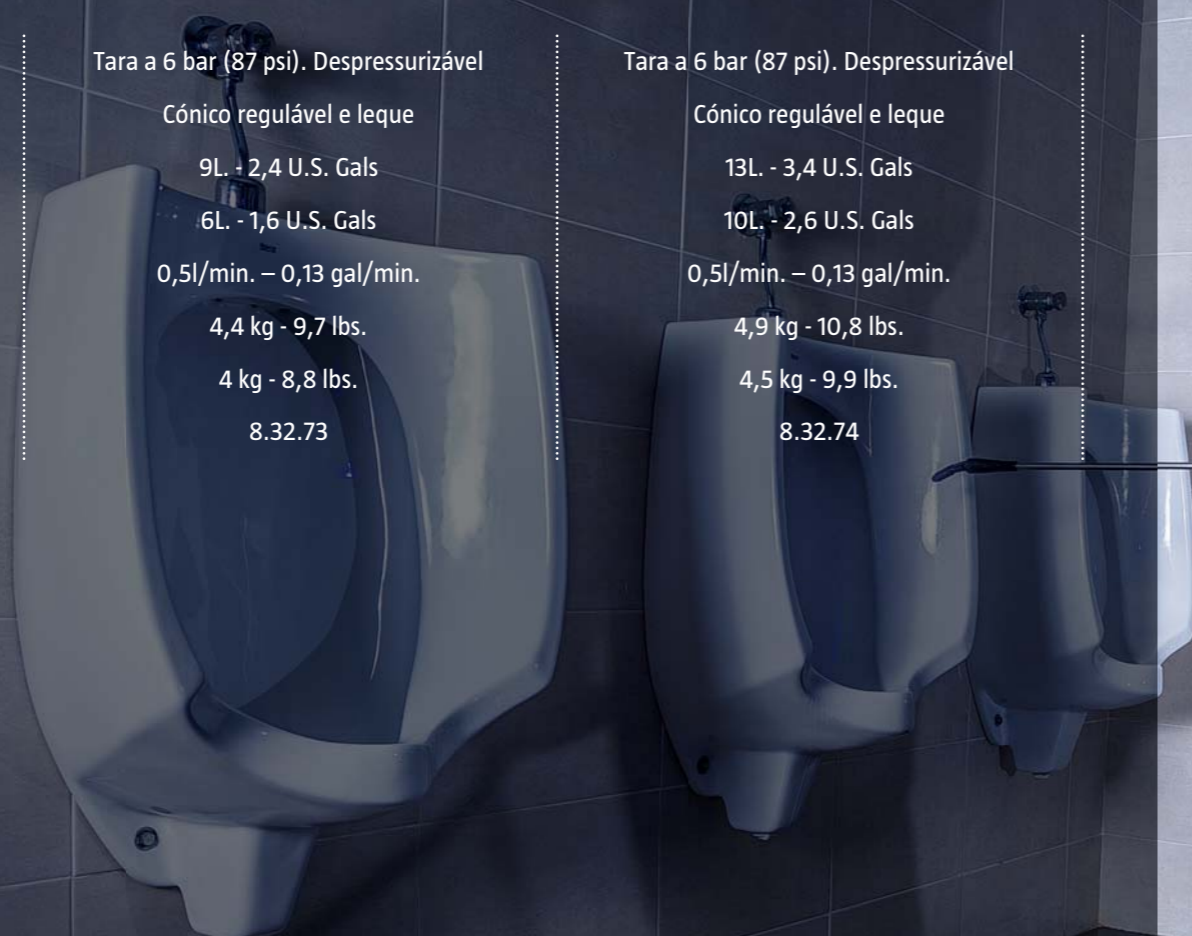 Tara a 6 bar (87 psi). Despressurizável
Cónico regulável e leque
9L. - 2,4 U.S. Gals
6L. - 1,6 U.S. Gals
0,5l/min. – 0,13 gal/min.
4,4 kg - 9,7 lbs.
4 kg - 8,8 lbs.
8.32.73
Tara a 6 bar (87 psi). Despressurizável
Cónico regulável e leque
13L. - 3,4 U.S. Gals
10L. - 2,6 U.S. Gals
0,5l/min. – 0,13 gal/min.
4,9 kg - 10,8 lbs.
4,5 kg - 9,9 lbs.
8.32.74